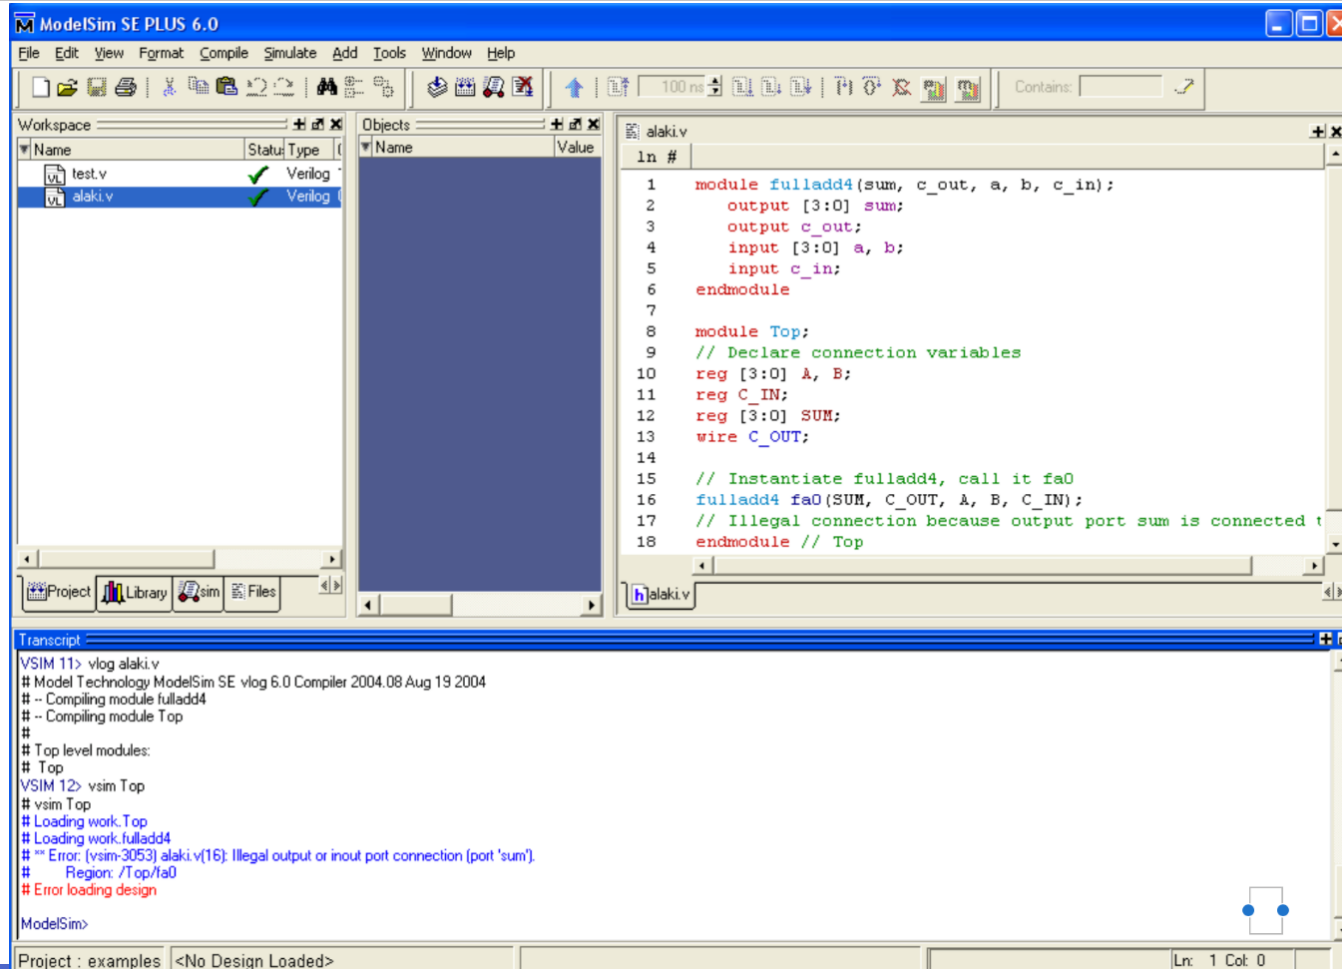 ModelSim SE PLUS 6.0
File Edit View Format Compile Simulate Add Tools Window Help
100 ns
Contains:
Workspace
Name Status Type
test.v Verilog
alaki.v Verilog
Project Library sim Files
Objects
Name Value
alaki.v
ln #
1 module fulladd4(sum, c_out, a, b, c_in);
2 output [3:0] sum;
3 output c_out;
4 input [3:0] a, b;
5 input c_in;
6 endmodule
7
8 module Top;
9 // Declare connection variables
10 reg [3:0] A, B;
11 reg C_IN;
12 reg [3:0] SUM;
13 wire C_OUT;
14
15 // Instantiate fulladd4, call it fa0
16 fulladd4 fa0(SUM, C_OUT, A, B, C_IN);
17 // Illegal connection because output port sum is connected t
18 endmodule // Top
alaki.v
Transcript
VSIM 11> vlog alaki.v
# Model Technology ModelSim SE vlog 6.0 Compiler 2004.08 Aug 19 2004
# -- Compiling module fulladd4
# -- Compiling module Top
#
# Top level modules:
# Top
VSIM 12> vsim Top
# vsim Top
# Loading work.Top
# Loading work.fulladd4
# ** Error: (vsim-3053) alaki.v(16): Illegal output or inout port connection (port 'sum').
# Region: /Top/fa0
# Error loading design
ModelSim>
Project : examples <No Design Loaded> Ln: 1 Col: 0